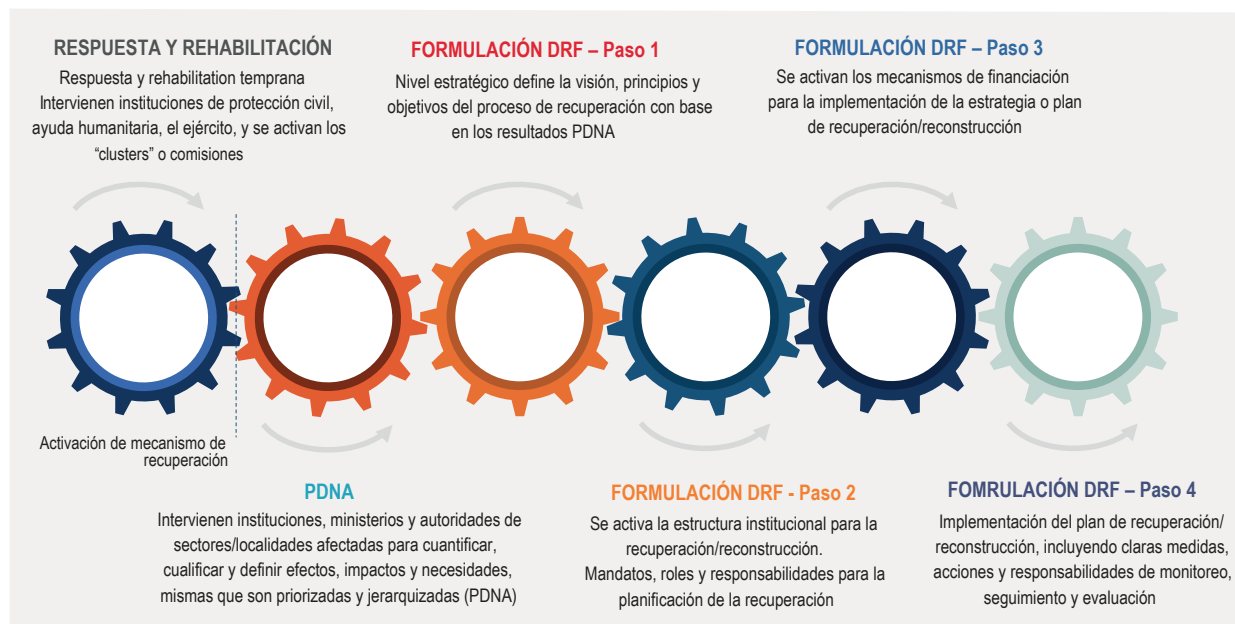 RESPUESTA Y REHABILITACIÓN
Respuesta y rehabilitation temprana
Intervienen instituciones de protección civil,
ayuda humanitaria, el ejército, y se activan los
“clusters” o comisiones
FORMULACIÓN DRF – Paso 1
Nivel estratégico define la visión, principios y
objetivos del proceso de recuperación con base
en los resultados PDNA
FORMULACIÓN DRF – Paso 3
Se activan los mecanismos de financiación
para la implementación de la estrategia o plan
de recuperación/reconstrucción
Activación de mecanismo de
recuperación
PDNA
Intervienen instituciones, ministerios y autoridades de
sectores/localidades afectadas para cuantificar,
cualificar y definir efectos, impactos y necesidades,
mismas que son priorizadas y jerarquizadas (PDNA)
FORMULACIÓN DRF - Paso 2
Se activa la estructura institucional para la
recuperación/reconstrucción.
Mandatos, roles y responsabilidades para la
planificación de la recuperación
FOMRULACIÓN DRF – Paso 4
Implementación del plan de recuperación/
reconstrucción, incluyendo claras medidas,
acciones y responsabilidades de monitoreo,
seguimiento y evaluación